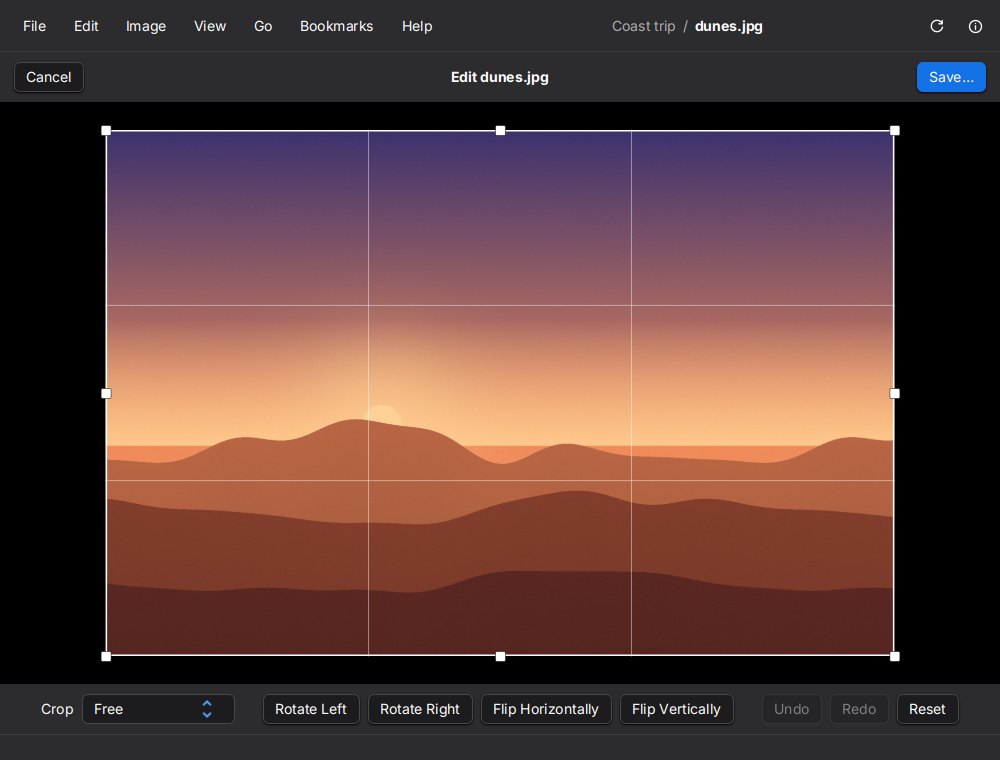 File Edit Image View Go Bookmarks Help Coast trip / dunes.jpg
Cancel Edit dunes.jpg Save...
Crop Free Rotate Left Rotate Right Flip Horizontally Flip Vertically Undo Redo Reset